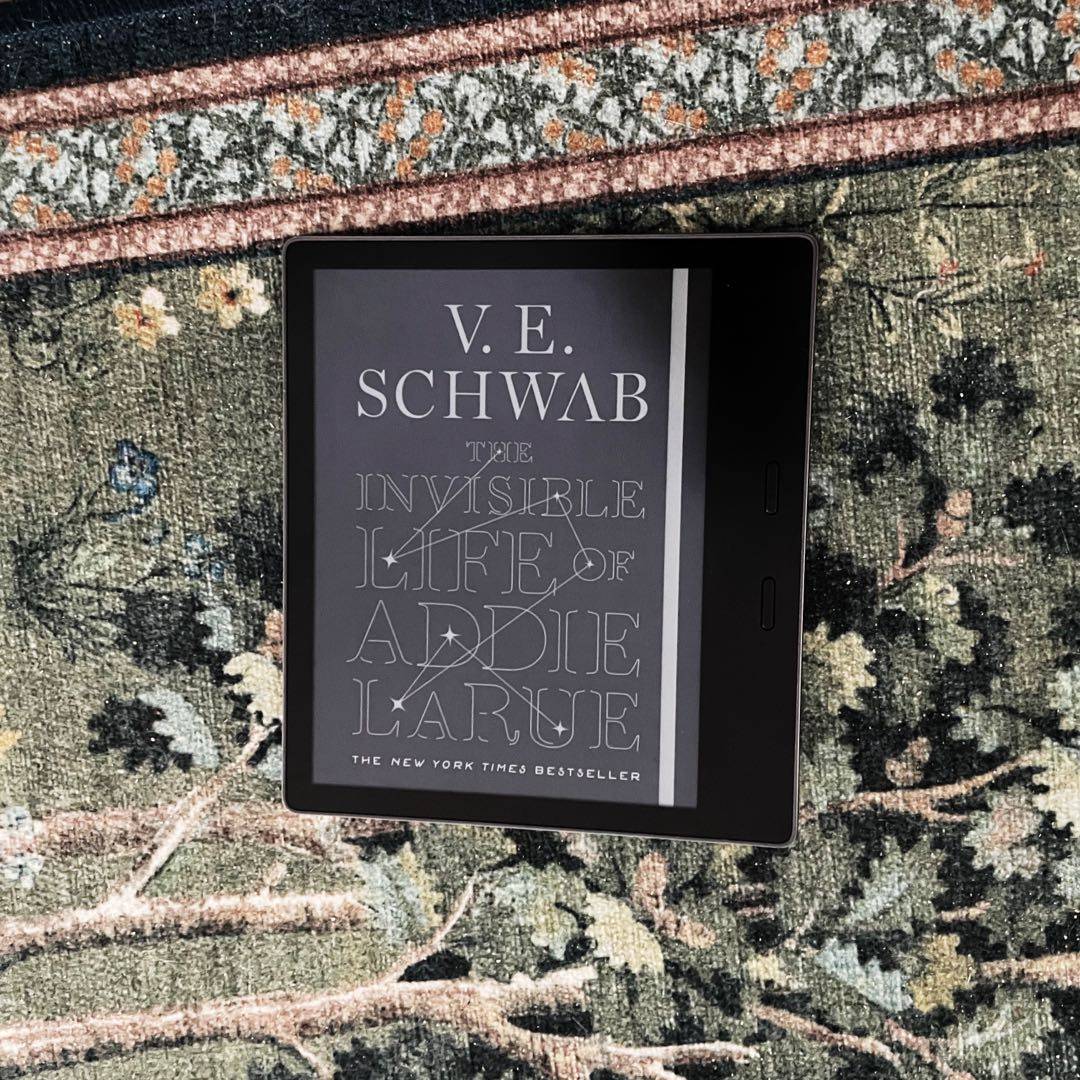 V. E.
SCHWAB
THE
INVISIBLE
LIFE OF
ADDIE
LARUE
THE NEW YORK TIMES BESTSELLER